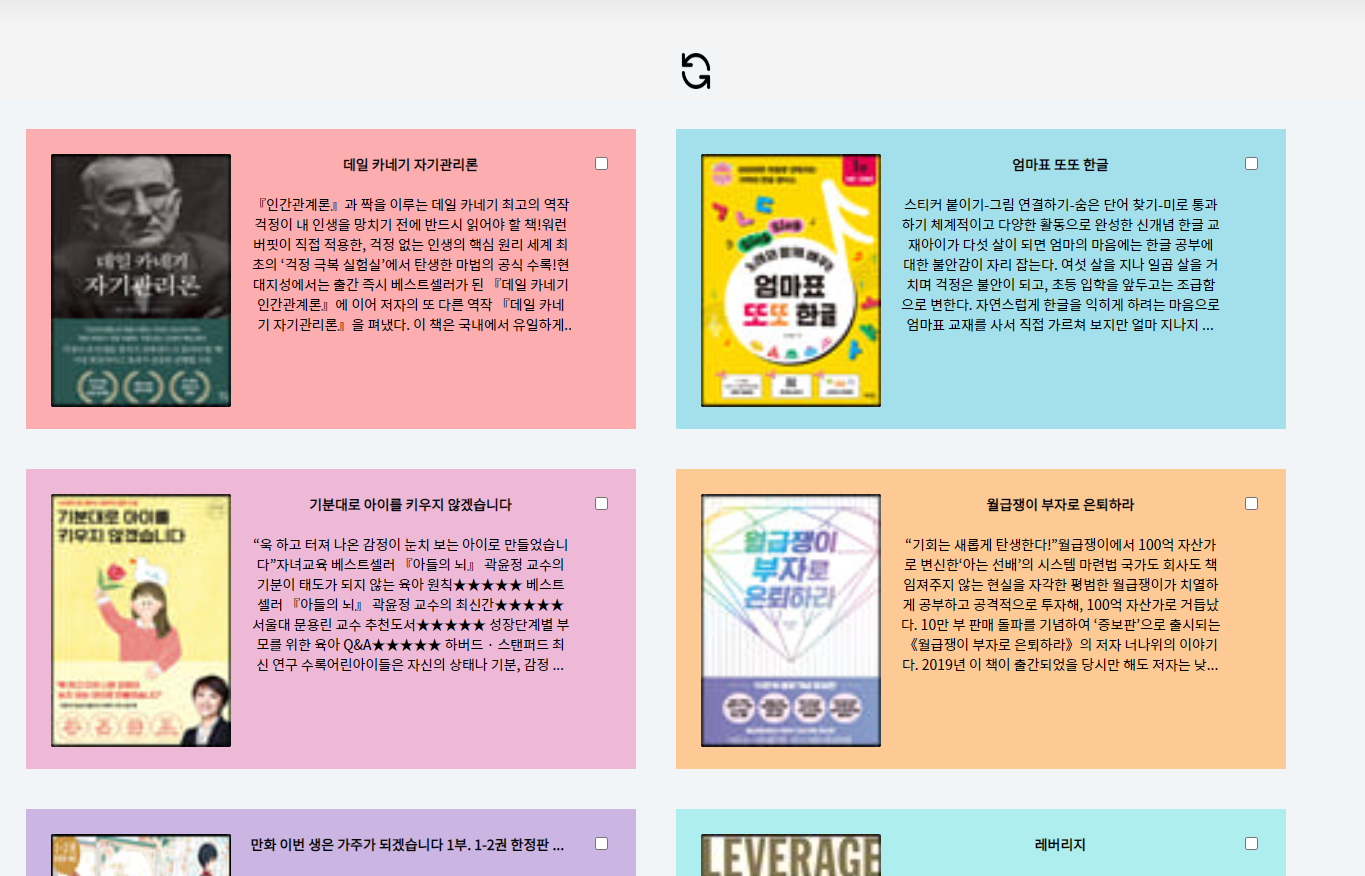 데일 카네기 자기관리론
데일 카네기
자기관리론
『인간관계론』과 짝을 이루는 데일 카네기 최고의 역작
걱정이 내 인생을 망치기 전에 반드시 읽어야 할 책!워런
버핏이 직접 적용한, 걱정 없는 인생의 핵심 원리 세계 최
초의 ‘걱정 극복 실험실’에서 탄생한 마법의 공식 수록!현
대지성에서는 출간 즉시 베스트셀러가 된 『데일 카네기
인간관계론』에 이어 저자의 또 다른 역작 『데일 카네
기 자기관리론』을 펴냈다. 이 책은 국내에서 유일하게..
엄마표 또또 한글
엄마표
또또 한글
스티커 붙이기-그림 연결하기-숨은 단어 찾기-미로 통과
하기 체계적이고 다양한 활동으로 완성한 신개념 한글 교
재아이가 다섯 살이 되면 엄마의 마음에는 한글 공부에
대한 불안감이 자리 잡는다. 여섯 살을 지나 일곱 살을 거
치며 걱정은 불안이 되고, 초등 입학을 앞두고는 조급함
으로 변한다. 자연스럽게 한글을 익히게 하려는 마음으로
엄마표 교재를 사서 직접 가르쳐 보지만 얼마 지나지 ...
기분대로 아이를 키우지 않겠습니다
기분대로 아이를
키우지 않겠습니다
“욱 하고 터져 나온 감정이 눈치 보는 아이로 만들었습니
다”자녀교육 베스트셀러 『아들의 뇌』 곽윤정 교수의
기분이 태도가 되지 않는 육아 원칙★★★★★ 베스트
셀러 『아들의 뇌』 곽윤정 교수의 최신간★★★★★
서울대 문용린 교수 추천도서★★★★★ 성장단계별 부
모를 위한 육아 Q&A★★★★★ 하버드 · 스탠퍼드 최
신 연구 수록어린아이들은 자신의 상태나 기분, 감정 ...
월급쟁이 부자로 은퇴하라
월급쟁이
부자로
은퇴하라
“기회는 새롭게 탄생한다!”월급쟁이에서 100억 자산가
로 변신한‘아는 선배’의 시스템 마련법 국가도 회사도 책
임져주지 않는 현실을 자각한 평범한 월급쟁이가 치열하
게 공부하고 공격적으로 투자해, 100억 자산가로 거듭났
다. 10만 부 판매 돌파를 기념하여 ‘증보판’으로 출시되는
《월급쟁이 부자로 은퇴하라》의 저자 너나위의 이야기
다. 2019년 이 책이 출간되었을 당시만 해도 저자는 낮...
만화 이번 생은 가주가 되겠습니다 1부. 1-2권 한정판 ...
레버리지
LEVERAGE